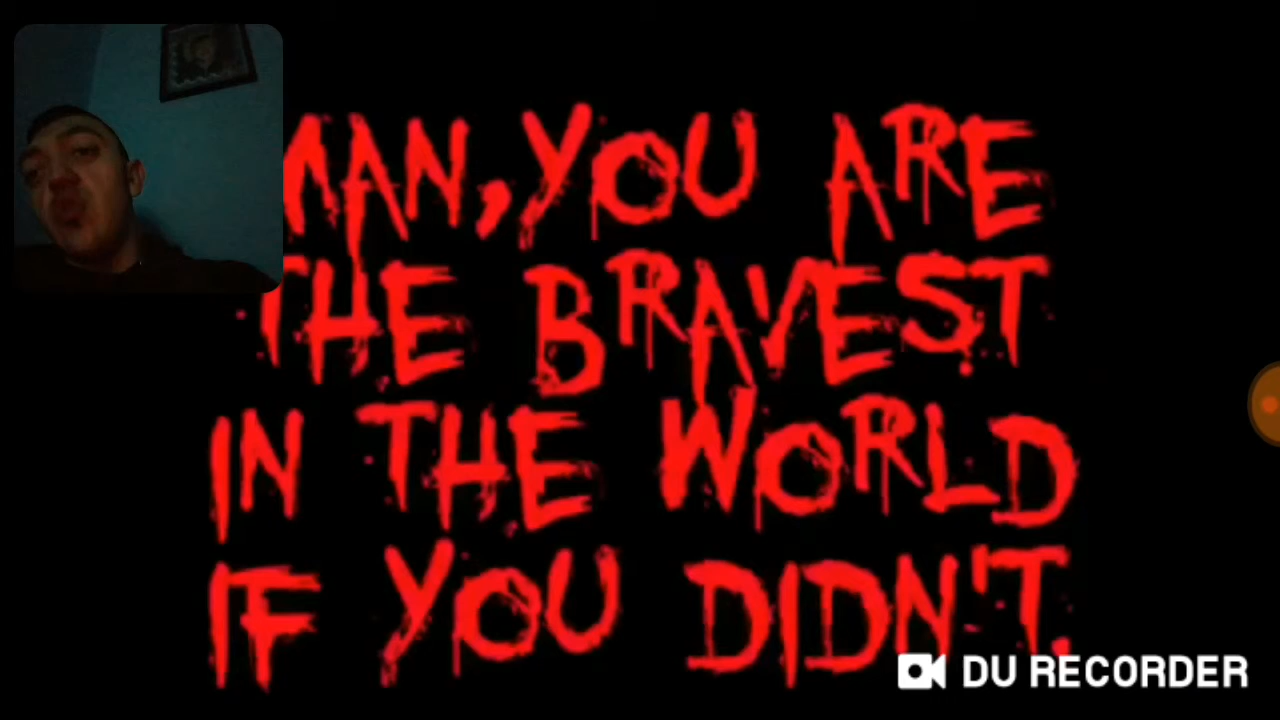 MAN,YOU ARE
THE BRAVEST
IN THE WORLD
IF YOU DIDN'T.
DU RECORDER